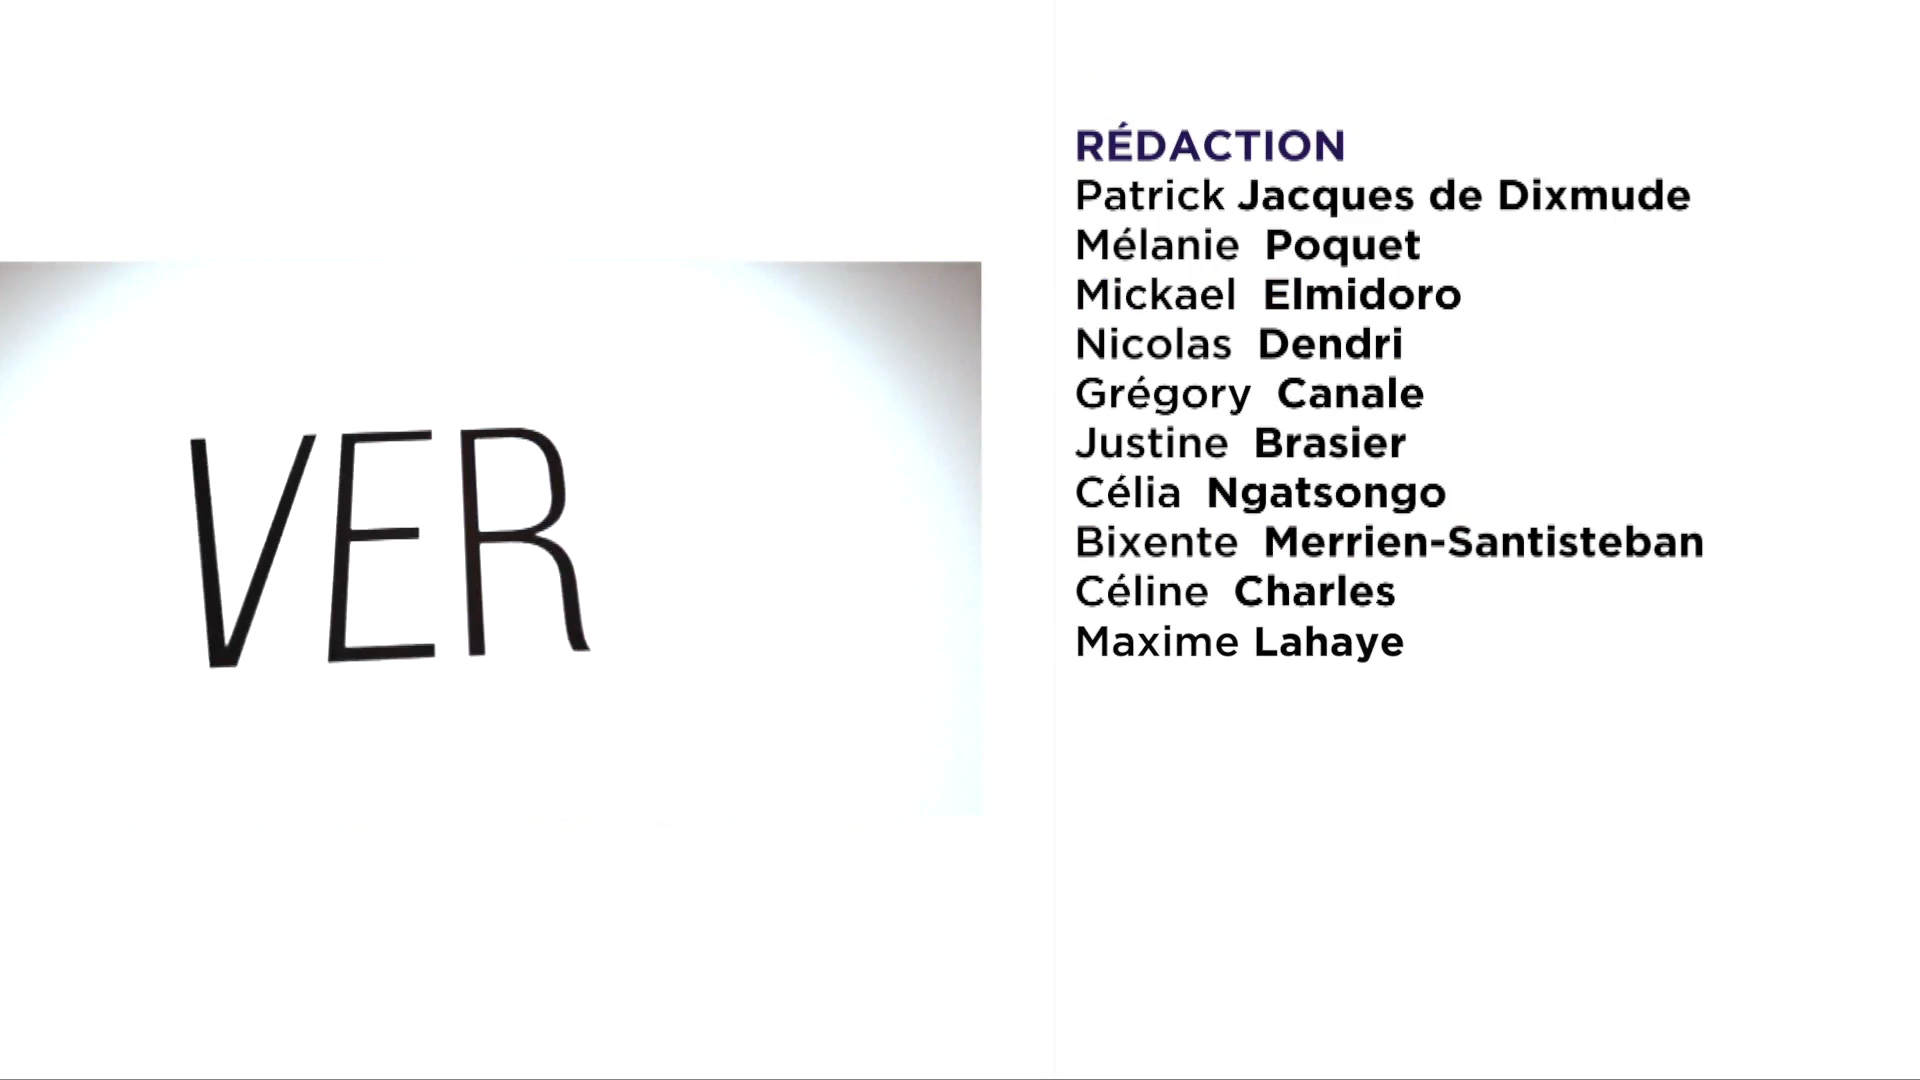 VER
RÉDACTION
Patrick Jacques de Dixmude
Mélanie Poquet
Mickael Elmidoro
Nicolas Dendri
Grégory Canale
Justine Brasier
Célia Ngatsongo
Bixente Merrien-Santisteban
Céline Charles
Maxime Lahaye